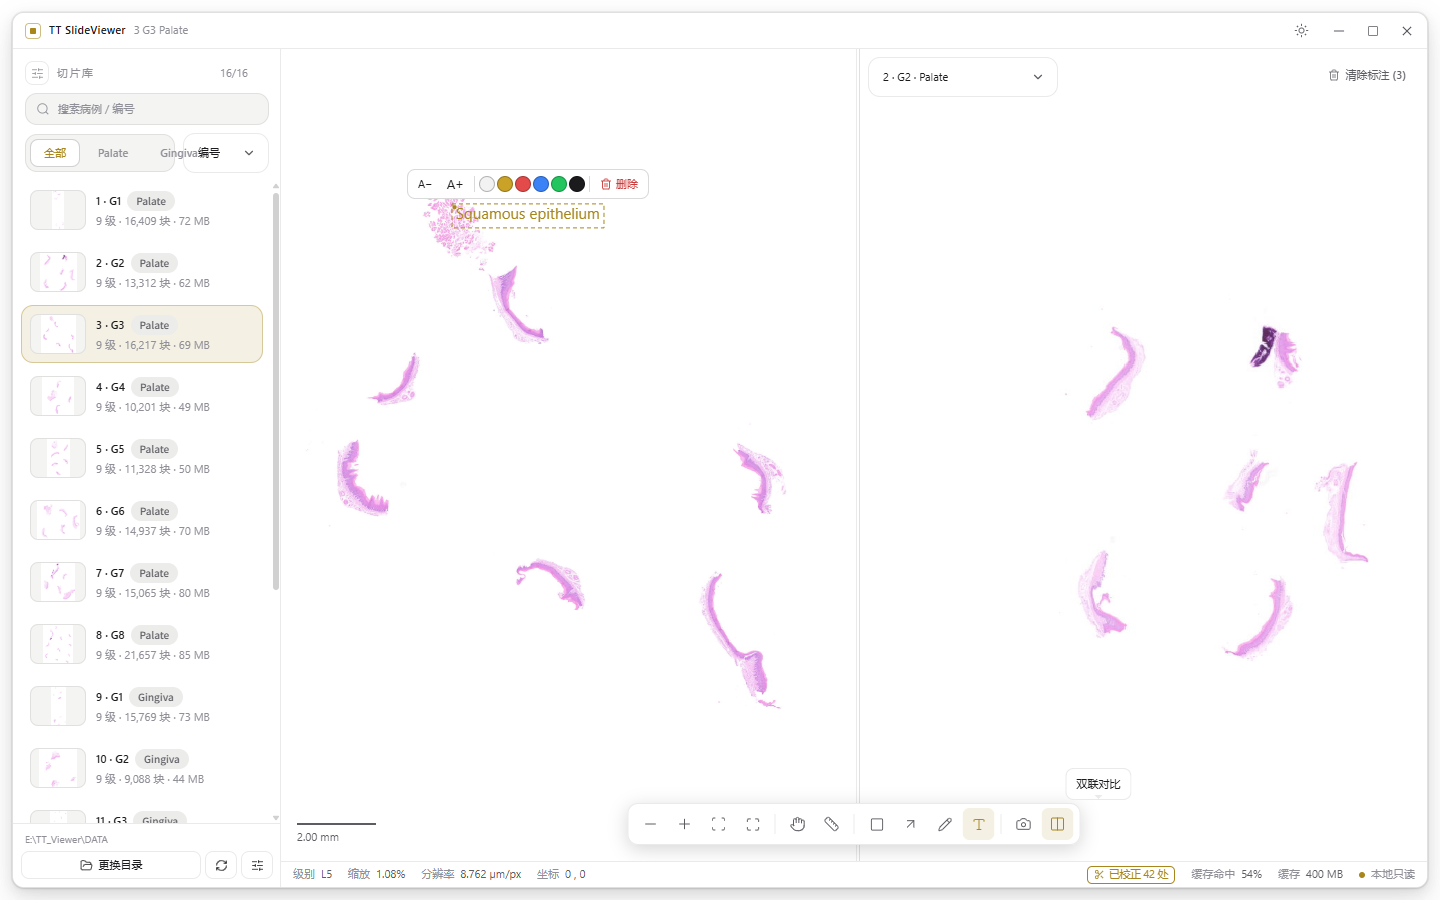 TT SlideViewer 3 G3 Palate
切片库 16/16
搜索病例 / 编号
全部 Palate Gingiva 编号
1 · G1 Palate
9 级 · 16,409 块 · 72 MB
2 · G2 Palate
9 级 · 13,312 块 · 62 MB
3 · G3 Palate
9 级 · 16,217 块 · 69 MB
4 · G4 Palate
9 级 · 10,201 块 · 49 MB
5 · G5 Palate
9 级 · 11,328 块 · 50 MB
6 · G6 Palate
9 级 · 14,937 块 · 70 MB
7 · G7 Palate
9 级 · 15,065 块 · 80 MB
8 · G8 Palate
9 级 · 21,657 块 · 85 MB
9 · G1 Gingiva
9 级 · 15,769 块 · 73 MB
10 · G2 Gingiva
9 级 · 9,088 块 · 44 MB
11 · G3 Gingiva
E:\TT_Viewer\DATA
更换目录
A− A+ 删除
Squamous epithelium
2.00 mm
2 · G2 · Palate
清除标注 (3)
双联对比
T
级别 L5 缩放 1.08% 分辨率 8.762 µm/px 坐标 0 , 0
已校正 42 处 缓存命中 54% 缓存 400 MB 本地只读